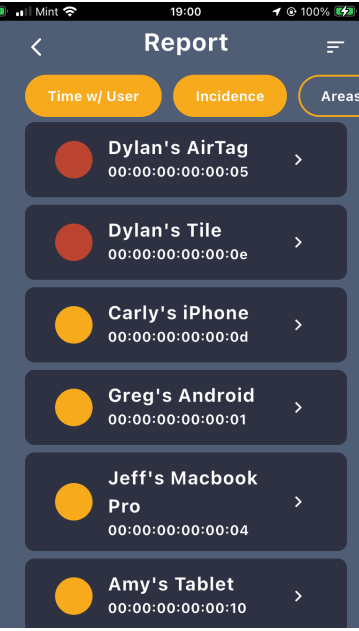 Mint 19:00 100%
Report
Time w/ User Incidence Areas
Dylan's AirTag
00:00:00:00:00:05
Dylan's Tile
00:00:00:00:00:0e
Carly's iPhone
00:00:00:00:00:0d
Greg's Android
00:00:00:00:00:01
Jeff's Macbook
Pro
00:00:00:00:00:04
Amy's Tablet
00:00:00:00:00:10